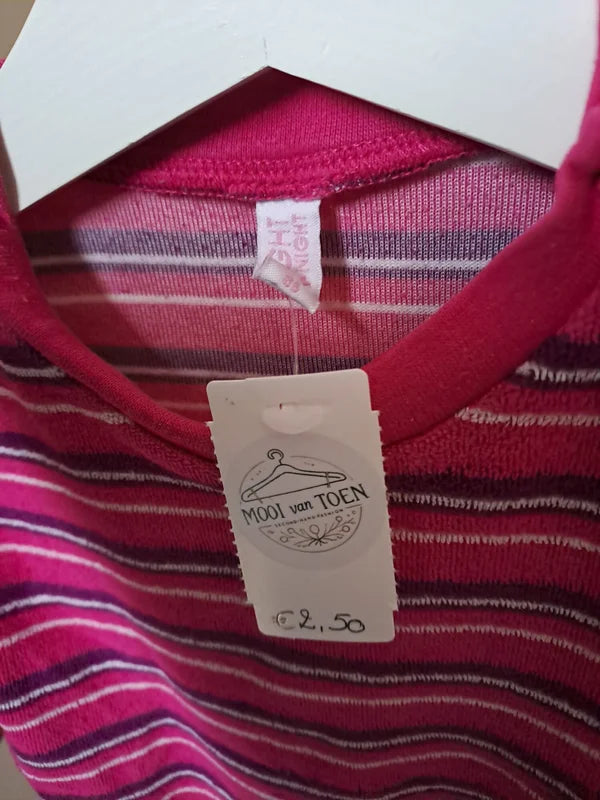 MOOI van TOEN
SECOND-HAND-FASHION
€2,50